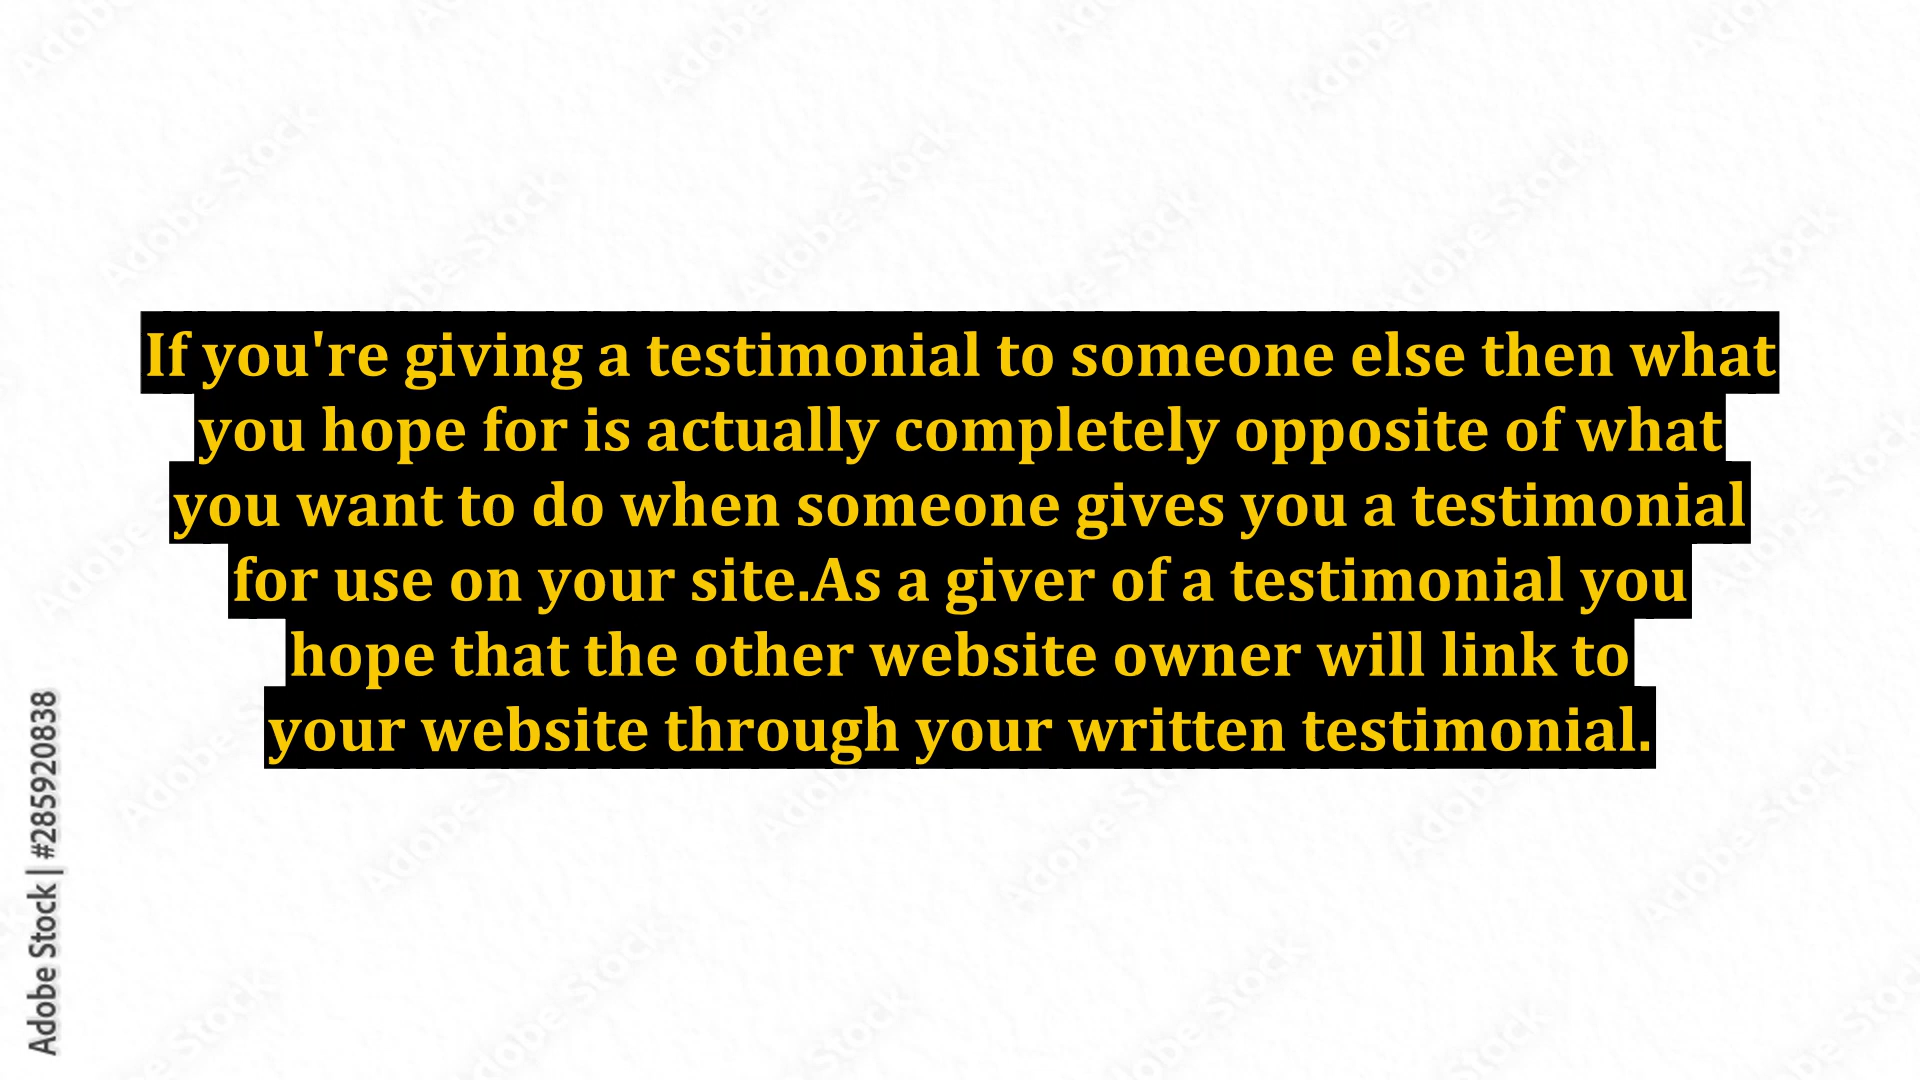 If you're giving a testimonial to someone else then what
you hope for is actually completely opposite of what
you want to do when someone gives you a testimonial
for use on your site.As a giver of a testimonial you
hope that the other website owner will link to
your website through your written testimonial.
Adobe Stock | #285920838